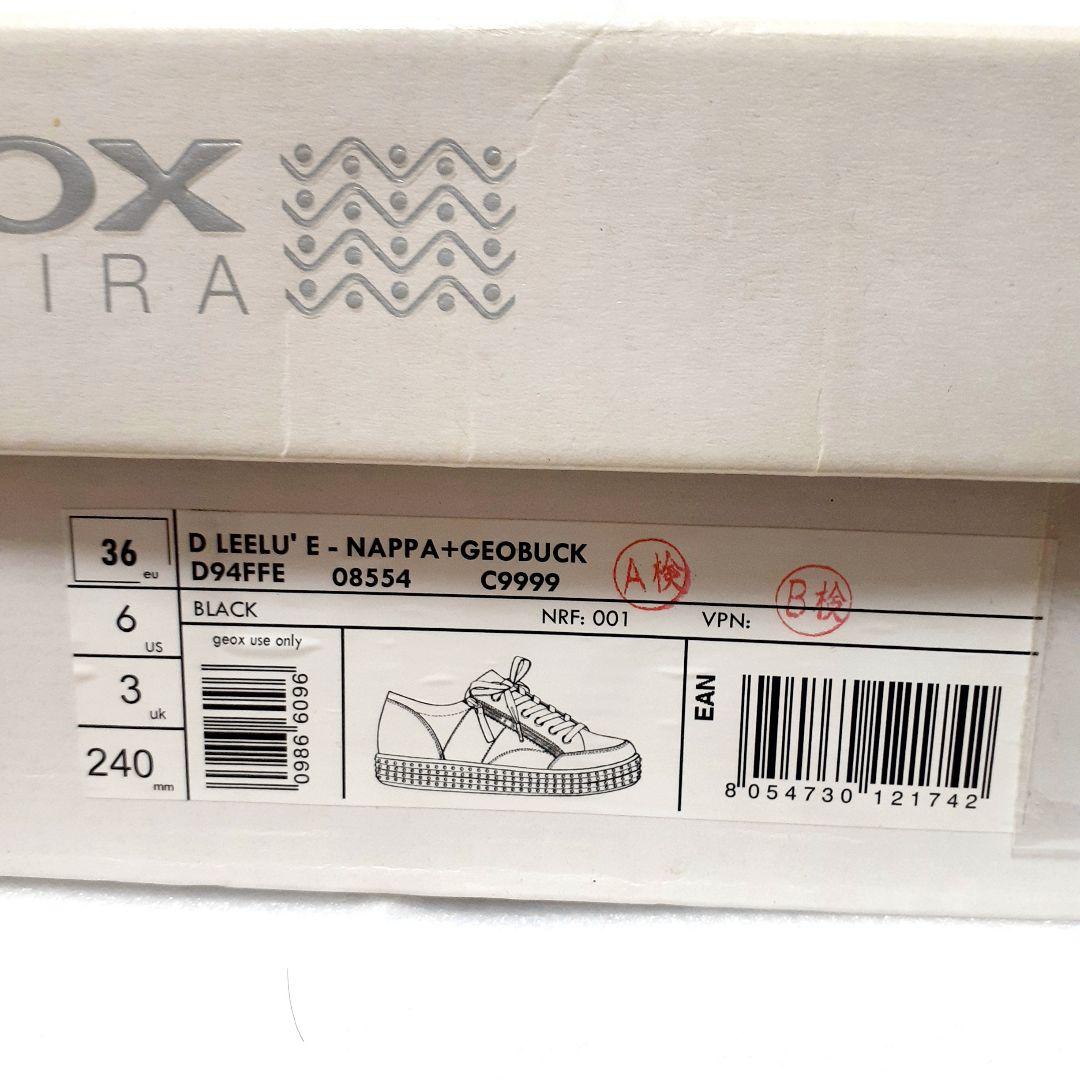 OX
IRA
36 eu
6 US
3 uk
240 mm
D LEELU' E - NAPPA+GEOBUCK
D94FFE 08554 C9999
A検
B検
BLACK NRF: 001 VPN:
geox use only
0986 6096
EAN
8 054730 121742